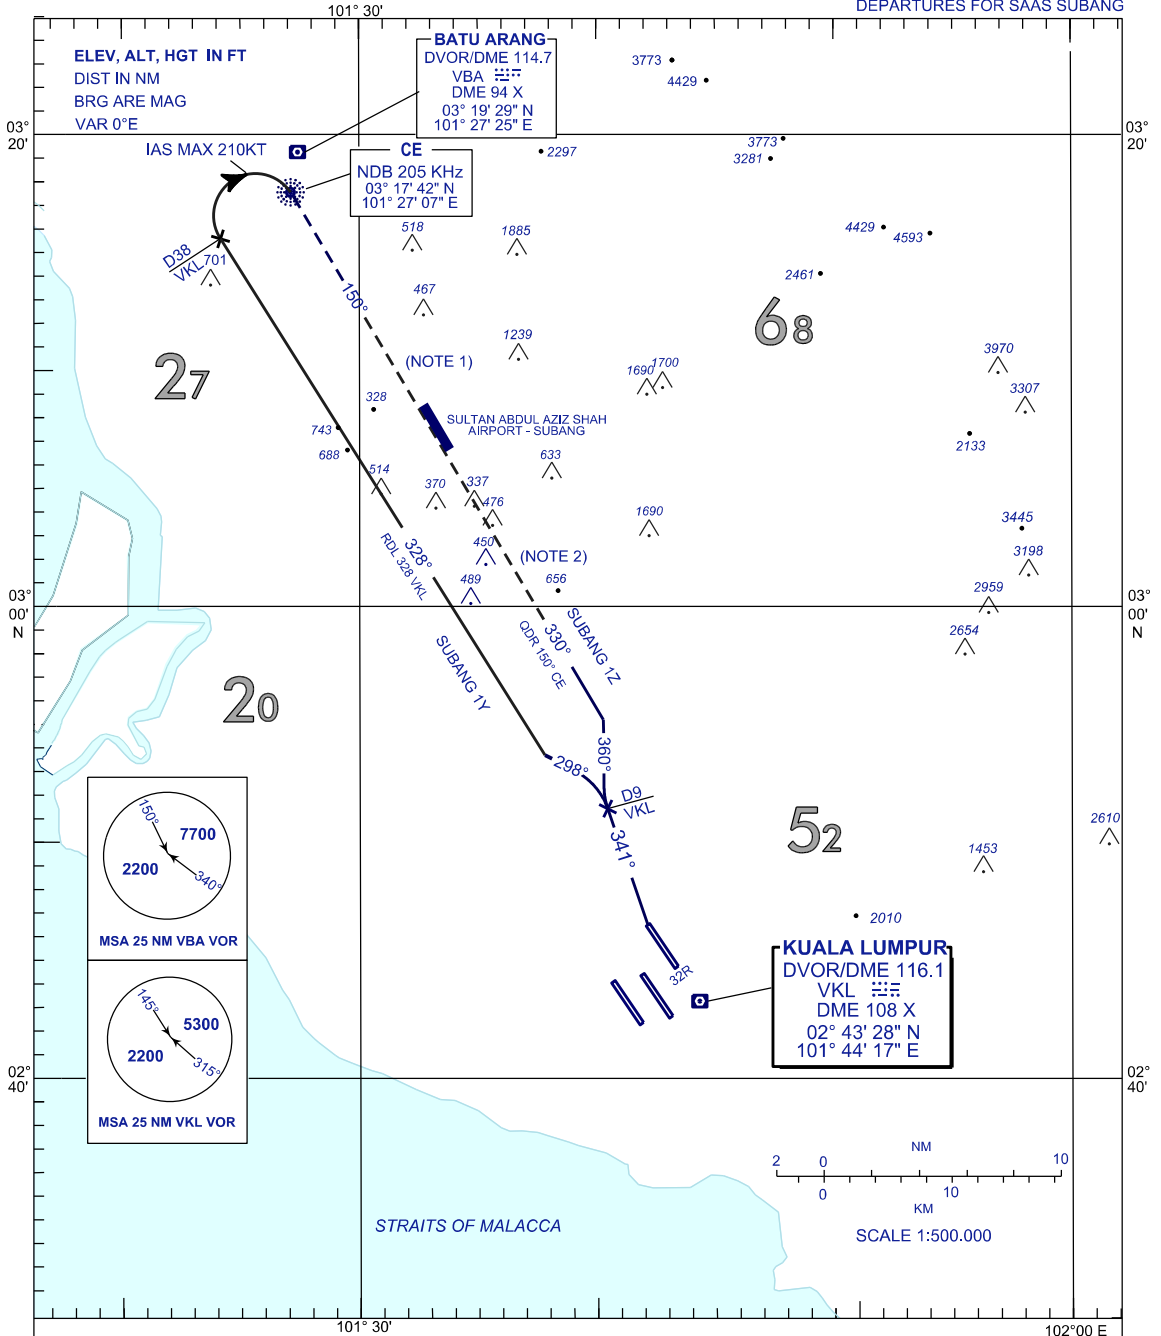 DEPARTURES FOR SAAS SUBANG
101° 30'
ELEV, ALT, HGT IN FT
DIST IN NM
BRG ARE MAG
VAR 0°E
BATU ARANG
DVOR/DME 114.7
VBA
DME 94 X
03° 19' 29" N
101° 27' 25" E
3773
4429
03°
20'
03°
20'
IAS MAX 210KT
CE
NDB 205 KHz
03° 17' 42" N
101° 27' 07" E
2297
3773
3281
518
1885
4429
4593
D38
VKL
701
2461
150°
467
68
1239
(NOTE 1)
27
1690
1700
3970
3307
328
743
688
SULTAN ABDUL AZIZ SHAH
AIRPORT - SUBANG
2133
514
370
337
633
476
1690
3445
328°
RDL 328 VKL
450
(NOTE 2)
3198
489
656
2959
03°
00'
N
03°
00'
N
330°
QDR 150° CE
SUBANG 1Z
2654
SUBANG 1Y
20
360°
298°
D9
VKL
341°
52
2610
1453
150°
7700
2200
340°
MSA 25 NM VBA VOR
2010
32R
KUALA LUMPUR
DVOR/DME 116.1
VKL
DME 108 X
02° 43' 28" N
101° 44' 17" E
145°
5300
2200
315°
MSA 25 NM VKL VOR
02°
40'
02°
40'
NM
2 0 10
0 10
KM
SCALE 1:500.000
STRAITS OF MALACCA
101° 30'
102°00 E